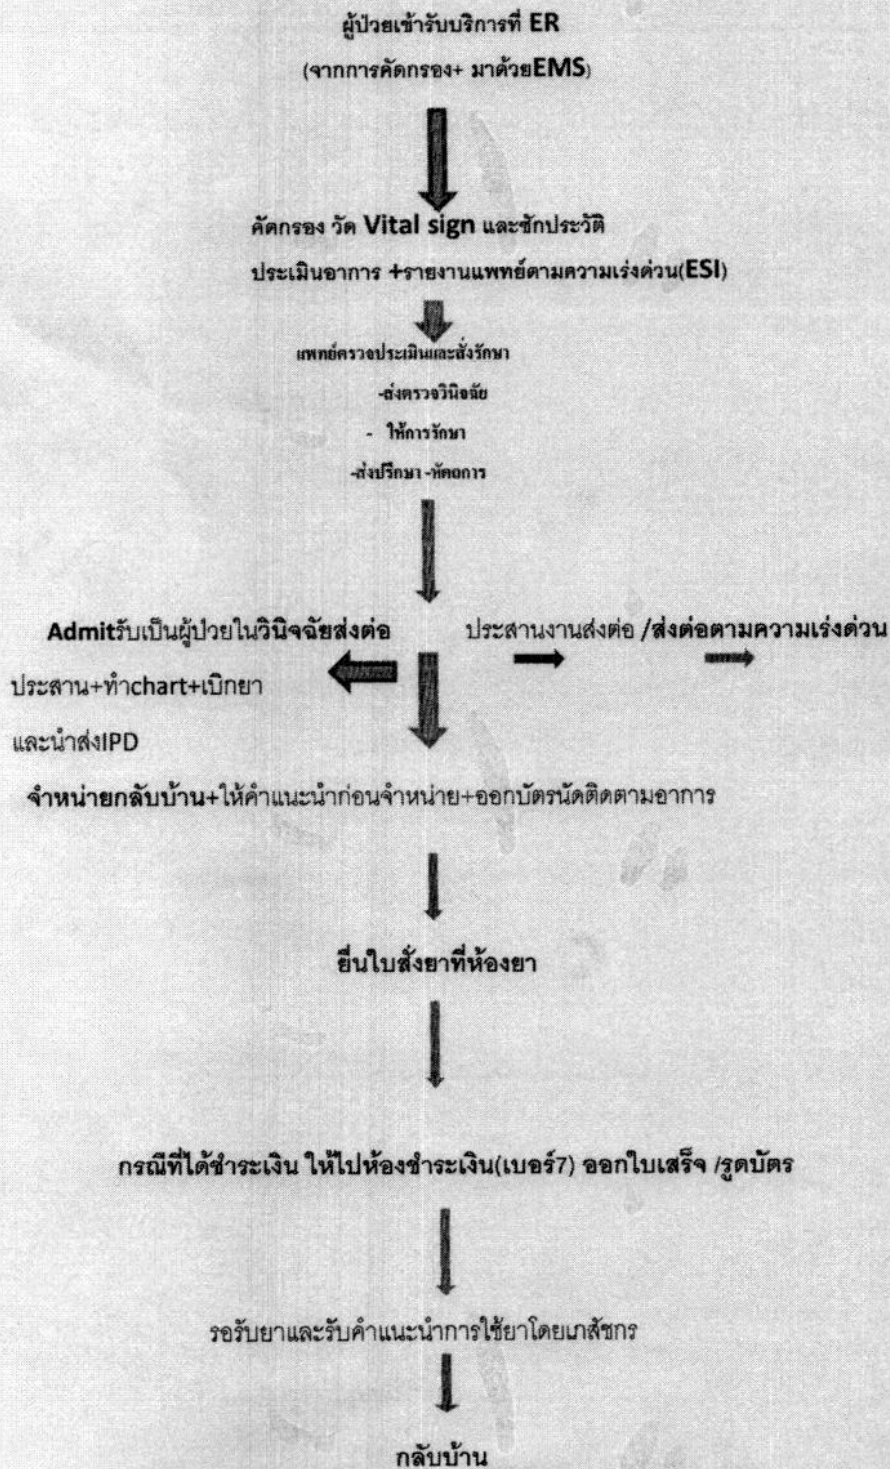 ผู้ป่วยเข้ารับบริการที่ ER
(จากการคัดกรอง+ มาด้วยEMS)
คัดกรอง วัด Vital sign และซักประวัติ
ประเมินอาการ +รายงานแพทย์ตามความเร่งด่วน(ESI)
แพทย์ตรวจประเมินและสั่งรักษา
-ส่งตรวจวินิจฉัย
- ให้การรักษา
-ส่งปรึกษา -หัตถการ
Admitรับเป็นผู้ป่วยในวินิจฉัยส่งต่อ
ประสานงานส่งต่อ /ส่งต่อตามความเร่งด่วน
ประสาน+ทำchart+เบิกยา
และนำส่งIPD
จำหน่ายกลับบ้าน+ให้คำแนะนำก่อนจำหน่าย+ออกบัตรนัดติดตามอาการ
ยื่นใบสั่งยาที่ห้องยา
กรณีที่ได้ชำระเงิน ให้ไปห้องชำระเงิน(เบอร์7) ออกใบเสร็จ /รูดบัตร
รอรับยาและรับคำแนะนำการใช้ยาโดยเภสัชกร
กลับบ้าน